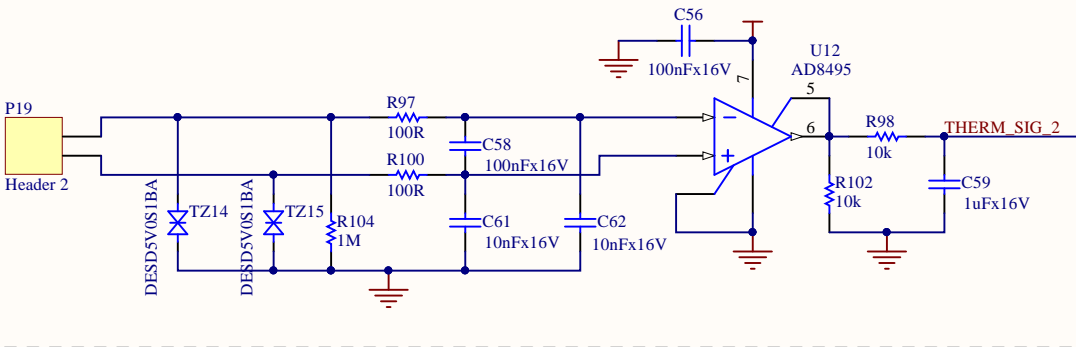 C56
100nFx16V
U12
AD8495
7
5
6
P19
Header 2
R97
100R
C58
100nFx16V
R100
100R
DESD5V0S1BA
TZ14
DESD5V0S1BA
TZ15
R104
1M
C61
10nFx16V
C62
10nFx16V
R98
10k
THERM_SIG_2
R102
10k
C59
1uFx16V